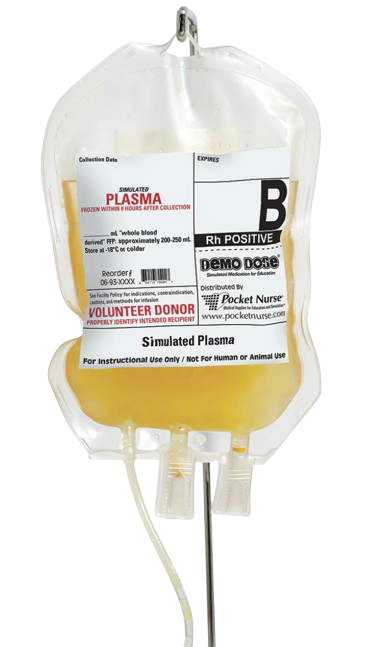 Collection Date
EXPIRES
SIMULATED
PLASMA
FROZEN WITHIN 8 HOURS AFTER COLLECTION
B
Rh POSITIVE
____ mL "whole blood
derived" FFP: approximately 200-250 mL
Store at -18°C or colder
DEMO DOSE®
Simulated Medication for Education
Reorder#
06-93-XXXX
Distributed By
Pocket Nurse®
Medical Supplies for Education and Simulation
www.pocketnurse.com
See Facility Policy for indications, contraindication,
cautions, and methods for infusion
VOLUNTEER DONOR
PROPERLY IDENTIFY INTENDED RECIPIENT
Simulated Plasma
For Instructional Use Only / Not For Human or Animal Use